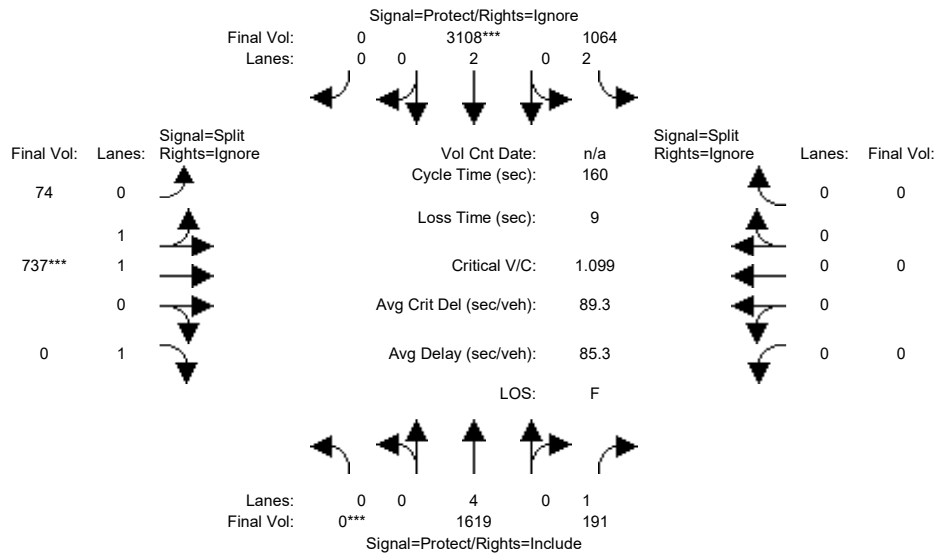 Signal=Protect/Rights=Ignore
Final Vol: 0 3108*** 1064
Lanes: 0 0 2 0 2
Signal=Split
Final Vol: Lanes: Rights=Ignore
Vol Cnt Date: n/a
Signal=Split
Rights=Ignore Lanes: Final Vol:
Cycle Time (sec): 160
74 0
0 0
Loss Time (sec): 9
1
0
737*** 1
Critical V/C: 1.099
0 0
0
Avg Crit Del (sec/veh): 89.3
0
0 1
Avg Delay (sec/veh): 85.3
0 0
LOS: F
Lanes: 0 0 4 0 1
Final Vol: 0*** 1619 191
Signal=Protect/Rights=Include